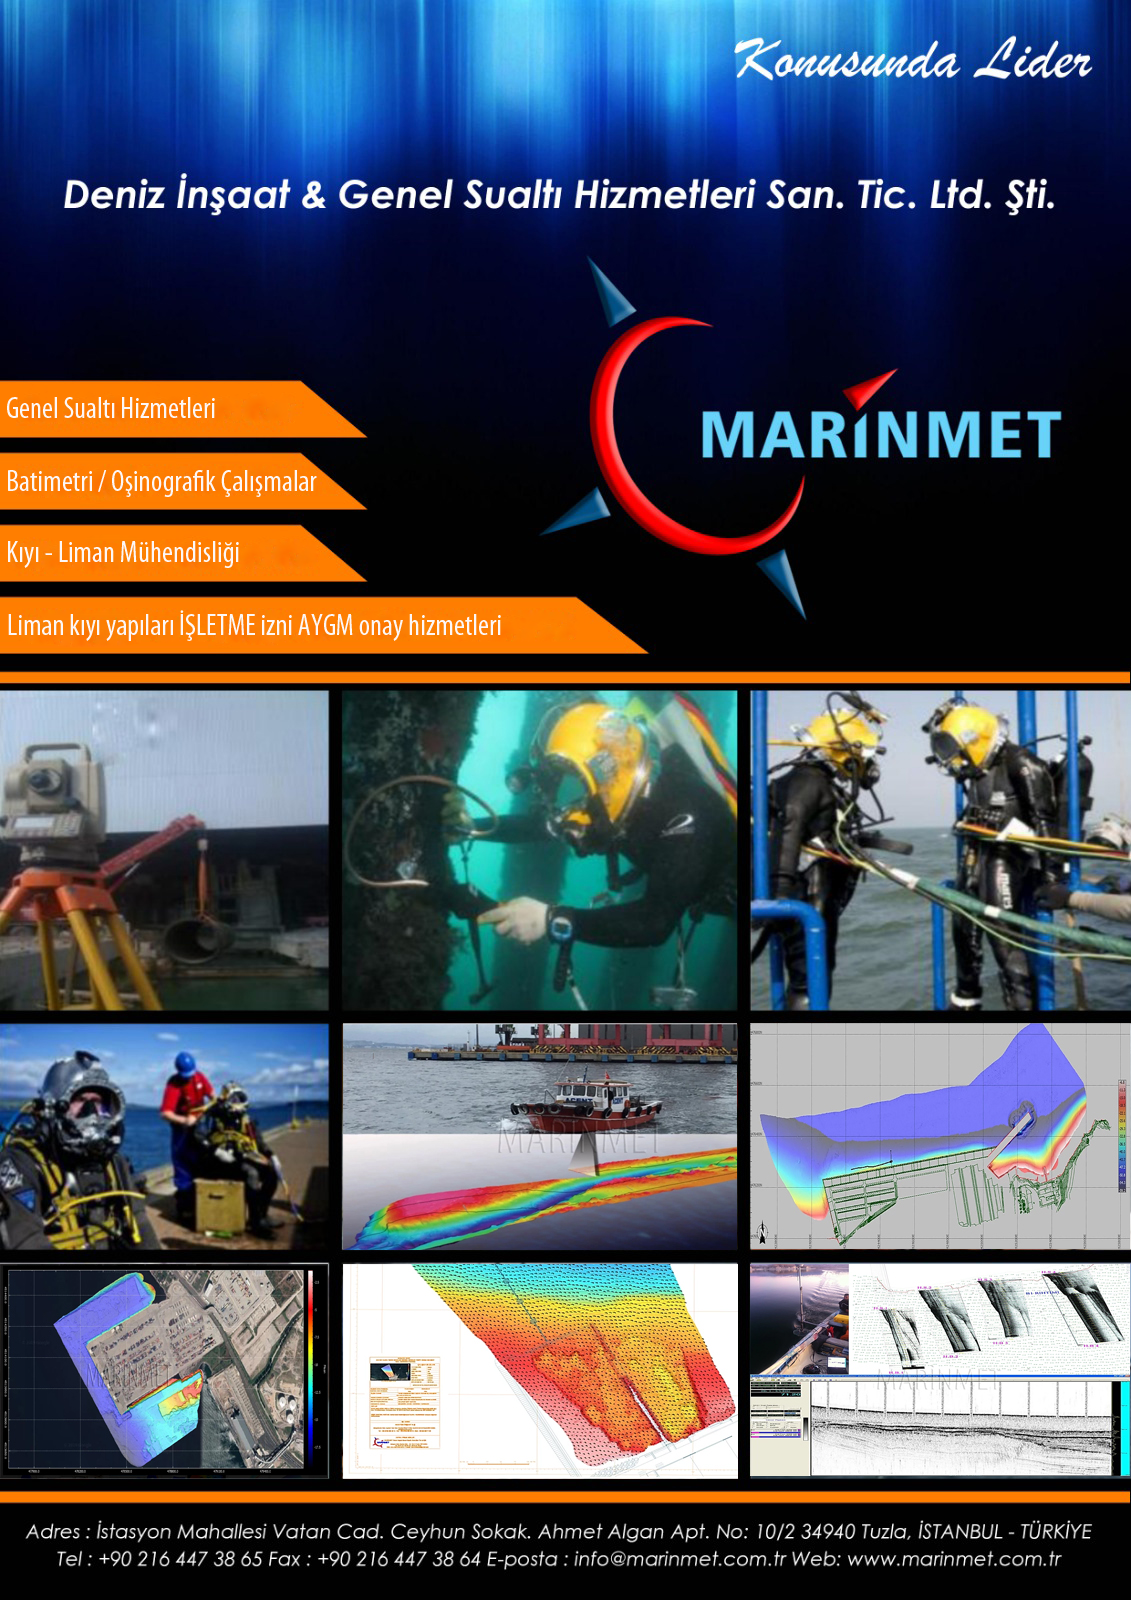 Konusunda Lider
Deniz İnşaat & Genel Sualtı Hizmetleri San. Tic. Ltd. Şti.
MARİNMET
Genel Sualtı Hizmetleri
Batimetri / Oşinografik Çalışmalar
Kıyı - Liman Mühendisliği
Liman kıyı yapıları İŞLETME izni AYGM onay hizmetleri
MARINMET
MARINMET
MARINMET
Adres : İstasyon Mahallesi Vatan Cad. Ceyhun Sokak. Ahmet Algan Apt. No: 10/2 34940 Tuzla, İSTANBUL - TÜRKİYE
Tel : +90 216 447 38 65 Fax : +90 216 447 38 64 E-posta : info@marinmet.com.tr Web: www.marinmet.com.tr